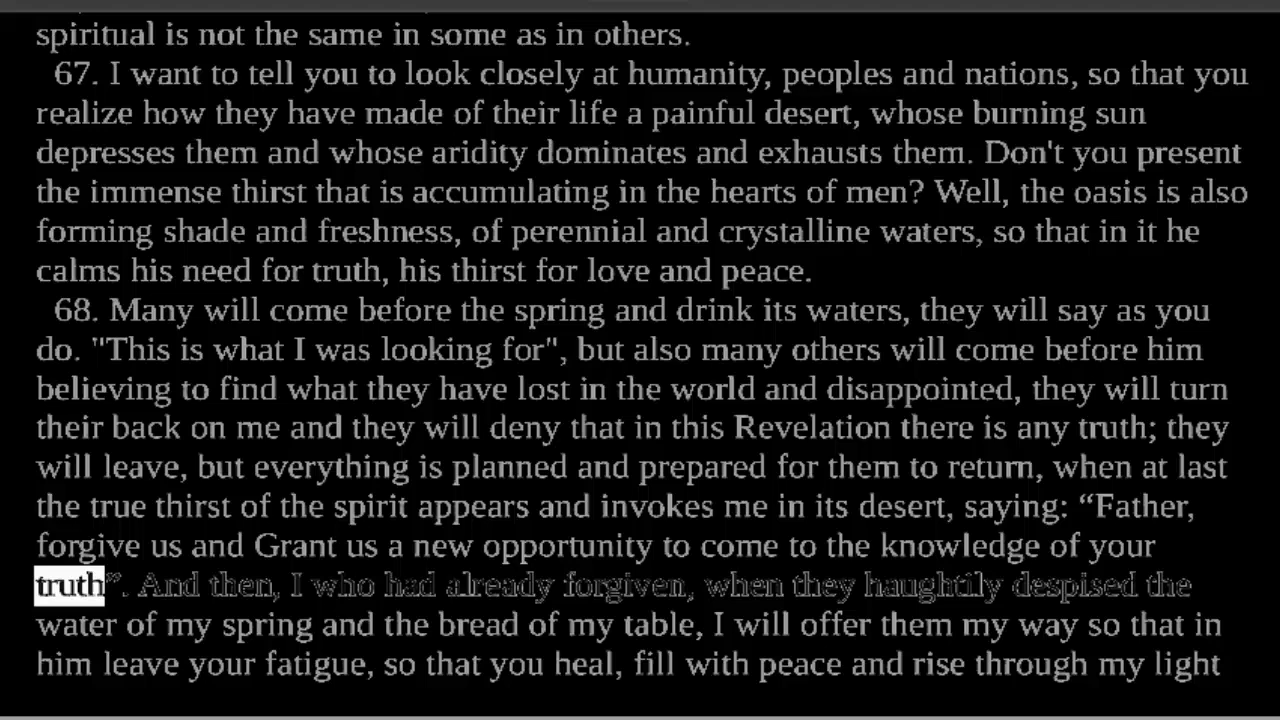 spiritual is not the same in some as in others.
67. I want to tell you to look closely at humanity, peoples and nations, so that you
realize how they have made of their life a painful desert, whose burning sun
depresses them and whose aridity dominates and exhausts them. Don't you present
the immense thirst that is accumulating in the hearts of men? Well, the oasis is also
forming shade and freshness, of perennial and crystalline waters, so that in it he
calms his need for truth, his thirst for love and peace.
68. Many will come before the spring and drink its waters, they will say as you
do. "This is what I was looking for", but also many others will come before him
believing to find what they have lost in the world and disappointed, they will turn
their back on me and they will deny that in this Revelation there is any truth; they
will leave, but everything is planned and prepared for them to return, when at last
the true thirst of the spirit appears and invokes me in its desert, saying: “Father,
forgive us and Grant us a new opportunity to come to the knowledge of your
truth”. And then, I who had already forgiven, when they haughtily despised the
water of my spring and the bread of my table, I will offer them my way so that in
him leave your fatigue, so that you heal, fill with peace and rise through my light